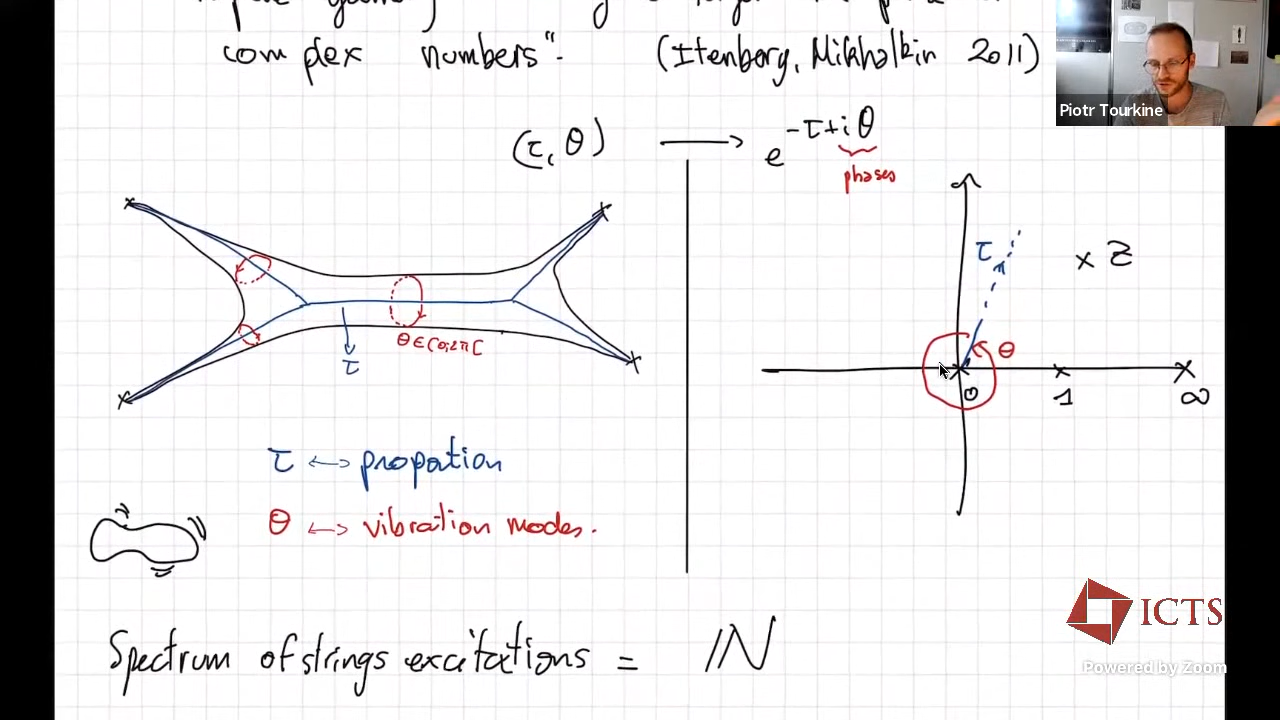 complex numbers". (Itenberg, Mikhalkin 2011)
Piotr Tourkine
(τ, θ) ⟶ e^{-τ+iθ}
phases
τ
× z
θ ∈ [0, 2π[
τ
θ
0 1 ∞
τ ↔ propation
θ ↔ vibration modes.
Spectrum of strings excitations = ℕ
ICTS
Powered by Zoom